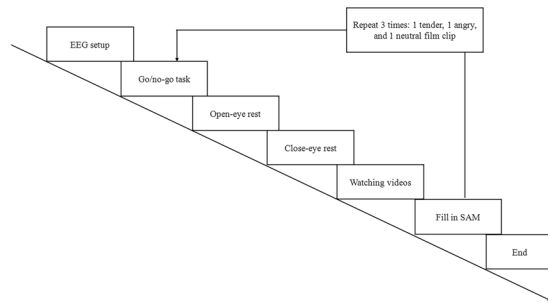 Repeat 3 times: 1 tender, 1 angry,
and 1 neutral film clip
EEG setup
Go/no-go task
Open-eye rest
Close-eye rest
Watching videos
Fill in SAM
End